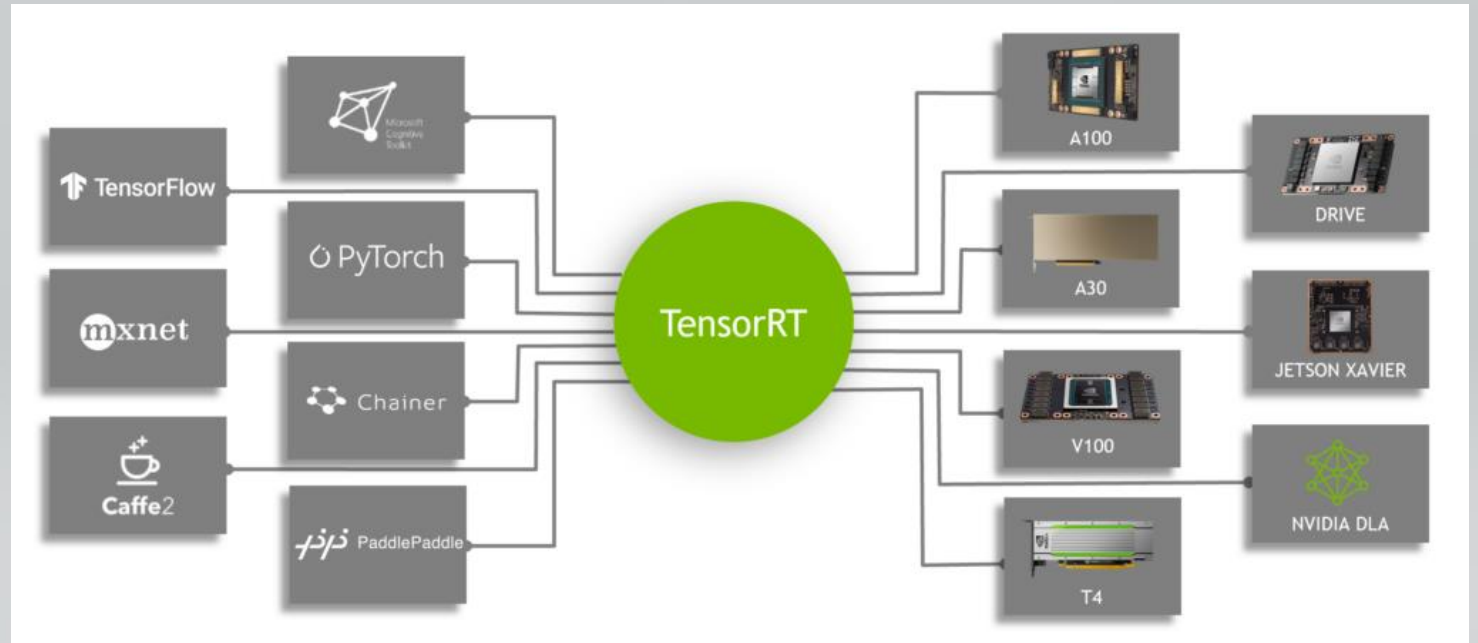 Microsoft
Cognitive
Toolkit
TensorFlow
PyTorch
mxnet
Chainer
Caffe2
PaddlePaddle
TensorRT
A100
DRIVE
A30
JETSON XAVIER
V100
NVIDIA DLA
T4